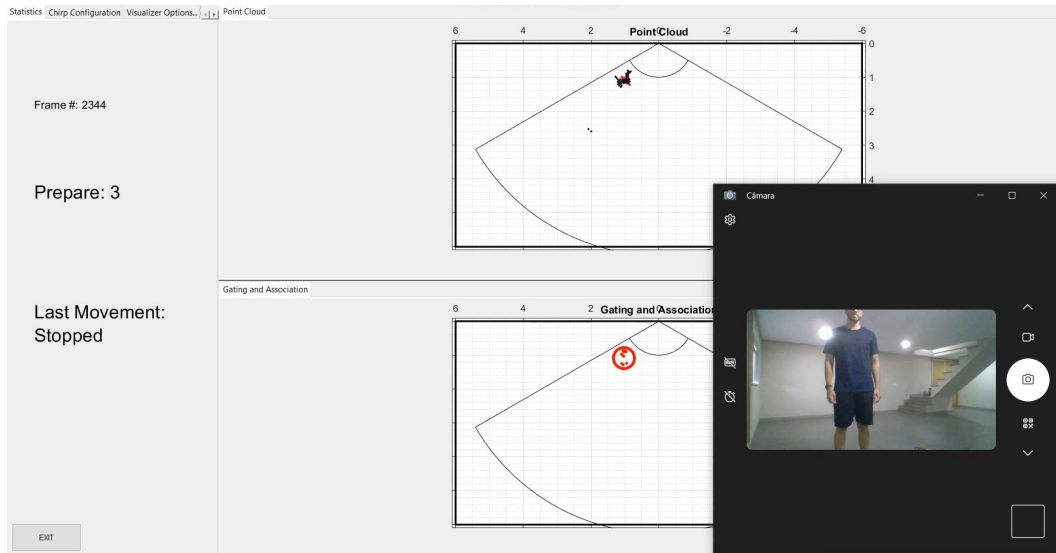 Statistics Chirp Configuration Visualizer Options...
Point Cloud
Frame #: 2344
Prepare: 3
Last Movement:
Stopped
EXIT
Point Cloud
6 4 2 0 -2 -4 -6
0
1
2
3
4
Gating and Association
Gating and Association
6 4 2 0
Câmara